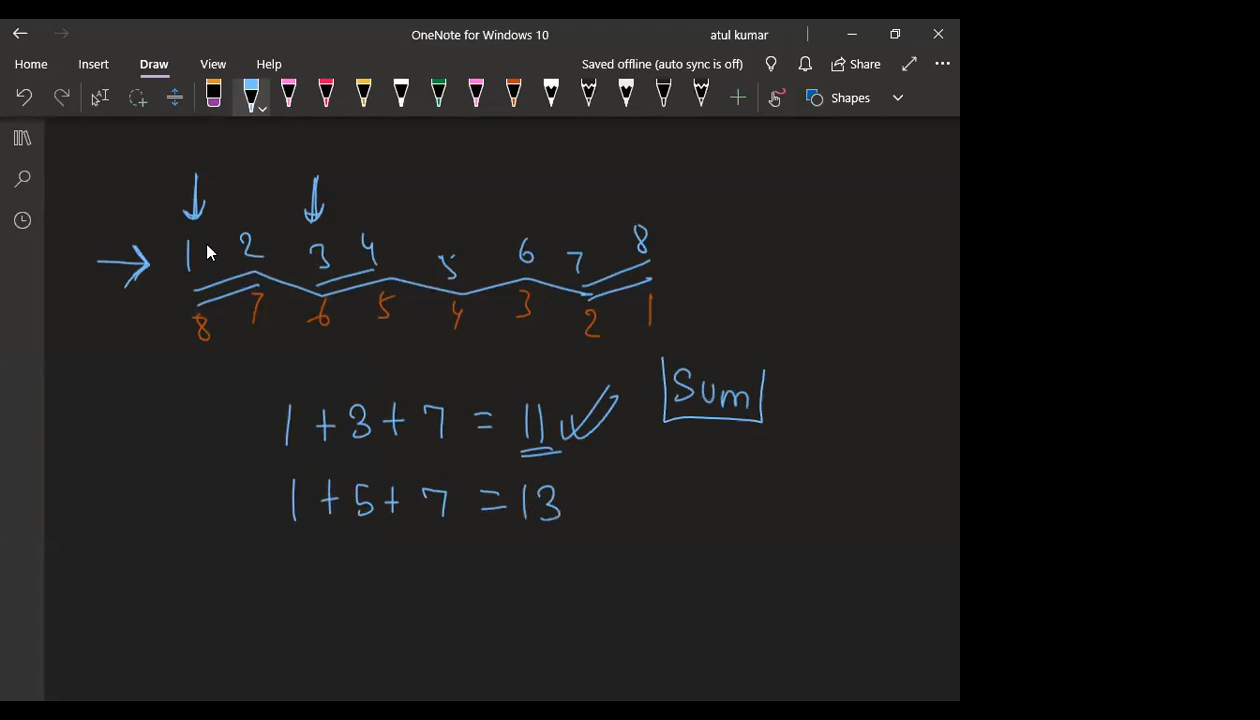 OneNote for Windows 10
atul kumar
Home Insert Draw View Help
Saved offline (auto sync is off) Share
Shapes
1 2 3 4 5 6 7 8
8 7 6 5 4 3 2 1
Sum
1 + 3 + 7 = 11
1 + 5 + 7 = 13